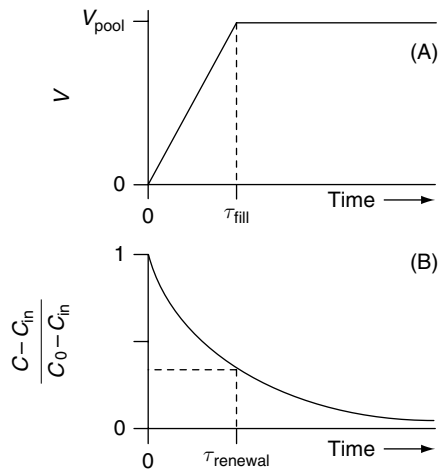 V_pool
(A)
V
0
0
τ_fill
Time
1
(B)
C – C_in
C_0 – C_in
0
0
τ_renewal
Time